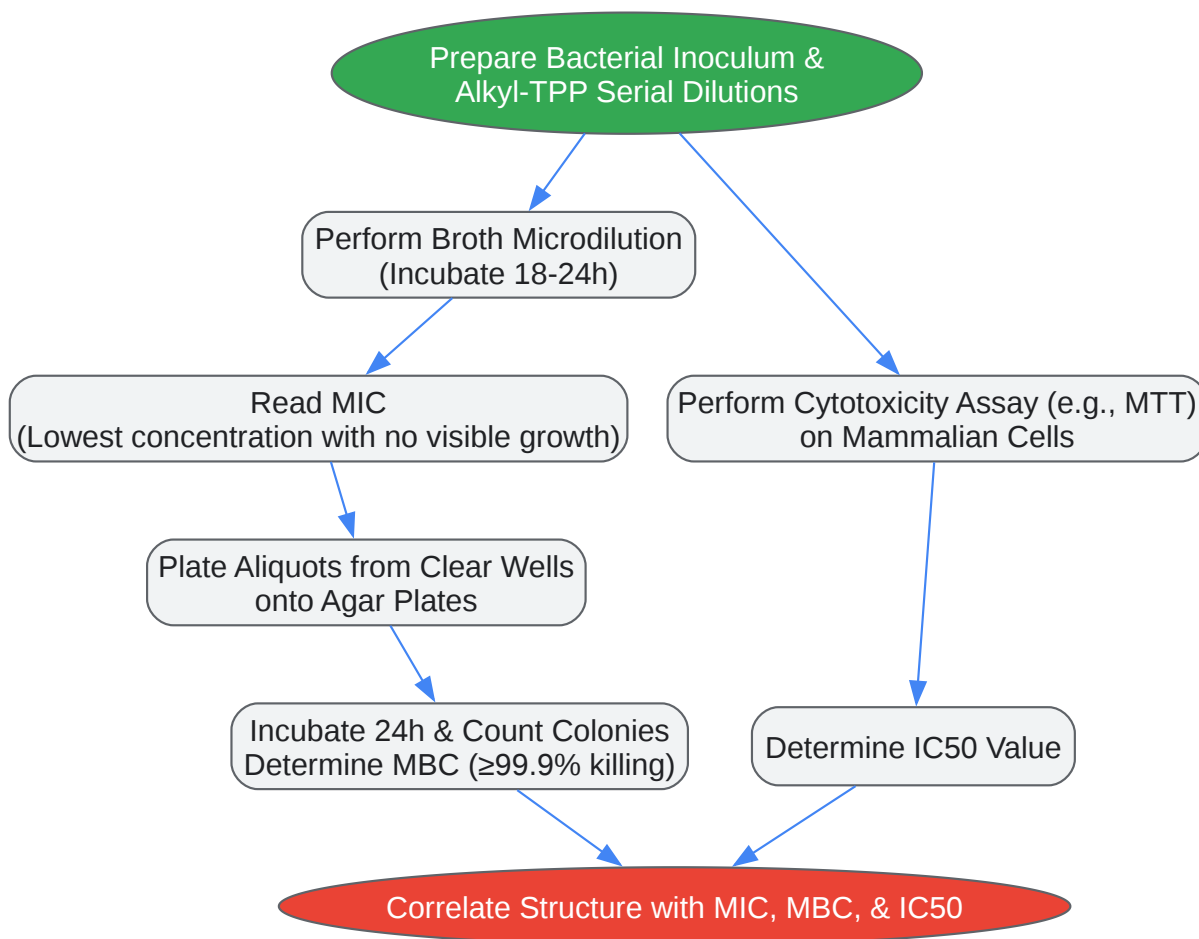 Prepare Bacterial Inoculum &
Alkyl-TPP Serial Dilutions
Perform Broth Microdilution
(Incubate 18-24h)
Read MIC
(Lowest concentration with no visible growth)
Perform Cytotoxicity Assay (e.g., MTT)
on Mammalian Cells
Plate Aliquots from Clear Wells
onto Agar Plates
Incubate 24h & Count Colonies
Determine MBC (≥99.9% killing)
Determine IC50 Value
Correlate Structure with MIC, MBC, & IC50